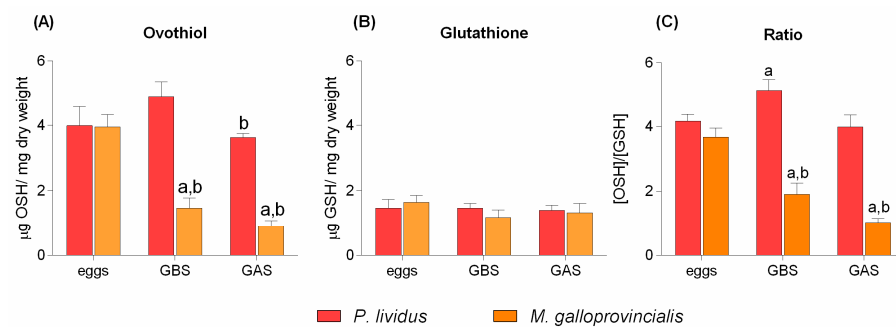 (A)
Ovothiol
µg OSH/ mg dry weight
6
4
2
0
b
a,b
a,b
eggs
GBS
GAS
(B)
Glutathione
µg GSH/ mg dry weight
6
4
2
0
eggs
GBS
GAS
(C)
Ratio
[OSH]/[GSH]
6
4
2
0
a
a,b
a,b
eggs
GBS
GAS
P. lividus
M. galloprovincialis